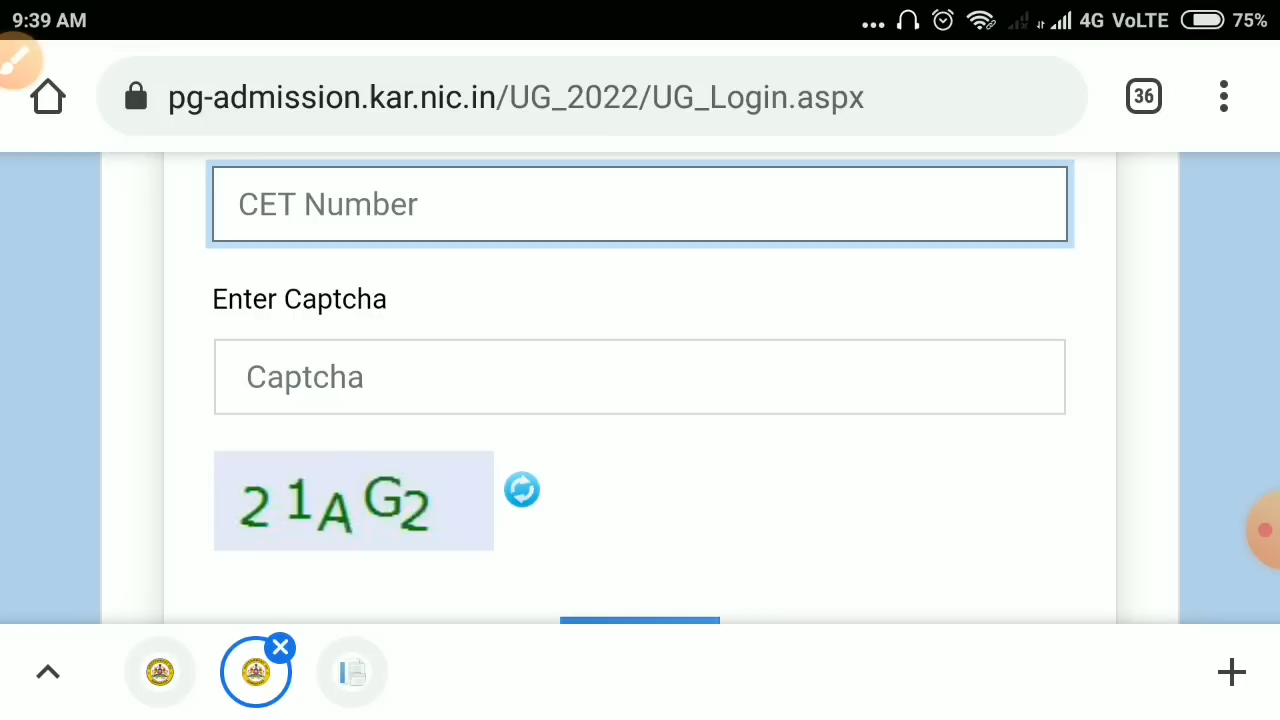 9:39 AM
4G VoLTE 75%
pg-admission.kar.nic.in/UG_2022/UG_Login.aspx
36
CET Number
Enter Captcha
Captcha
21AG2